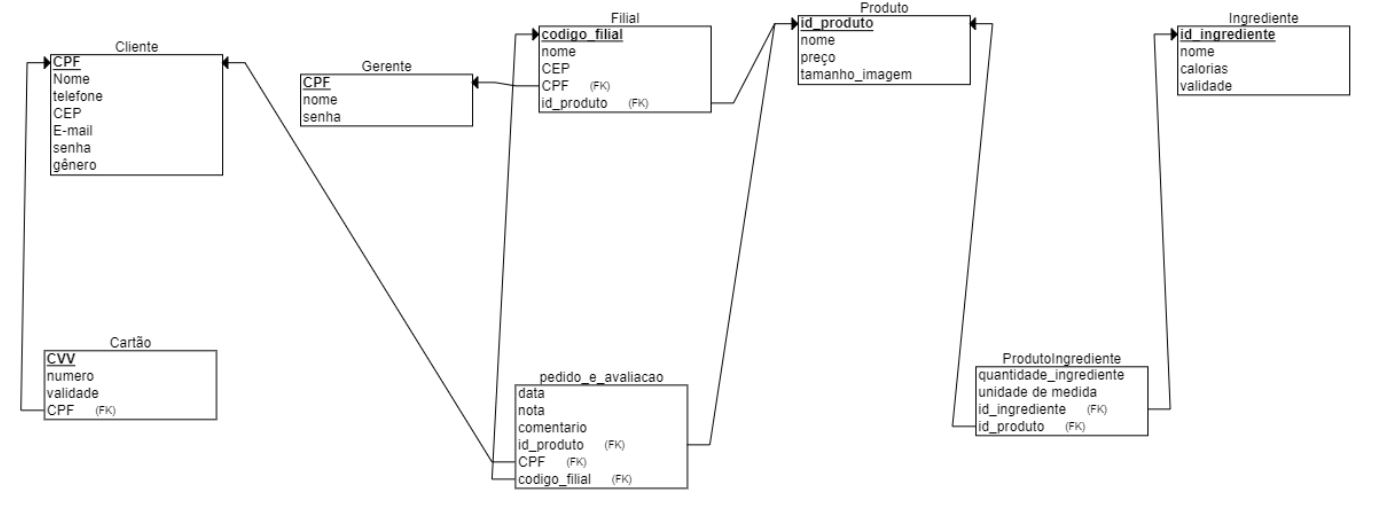 Cliente
CPF
Nome
telefone
CEP
E-mail
senha
gênero
Gerente
CPF
nome
senha
Filial
codigo_filial
nome
CEP
CPF (FK)
id_produto (FK)
Produto
id_produto
nome
preço
tamanho_imagem
Ingrediente
id_ingrediente
nome
calorias
validade
Cartão
CVV
numero
validade
CPF (FK)
pedido_e_avaliacao
data
nota
comentario
id_produto (FK)
CPF (FK)
codigo_filial (FK)
ProdutoIngrediente
quantidade_ingrediente
unidade de medida
id_ingrediente (FK)
id_produto (FK)